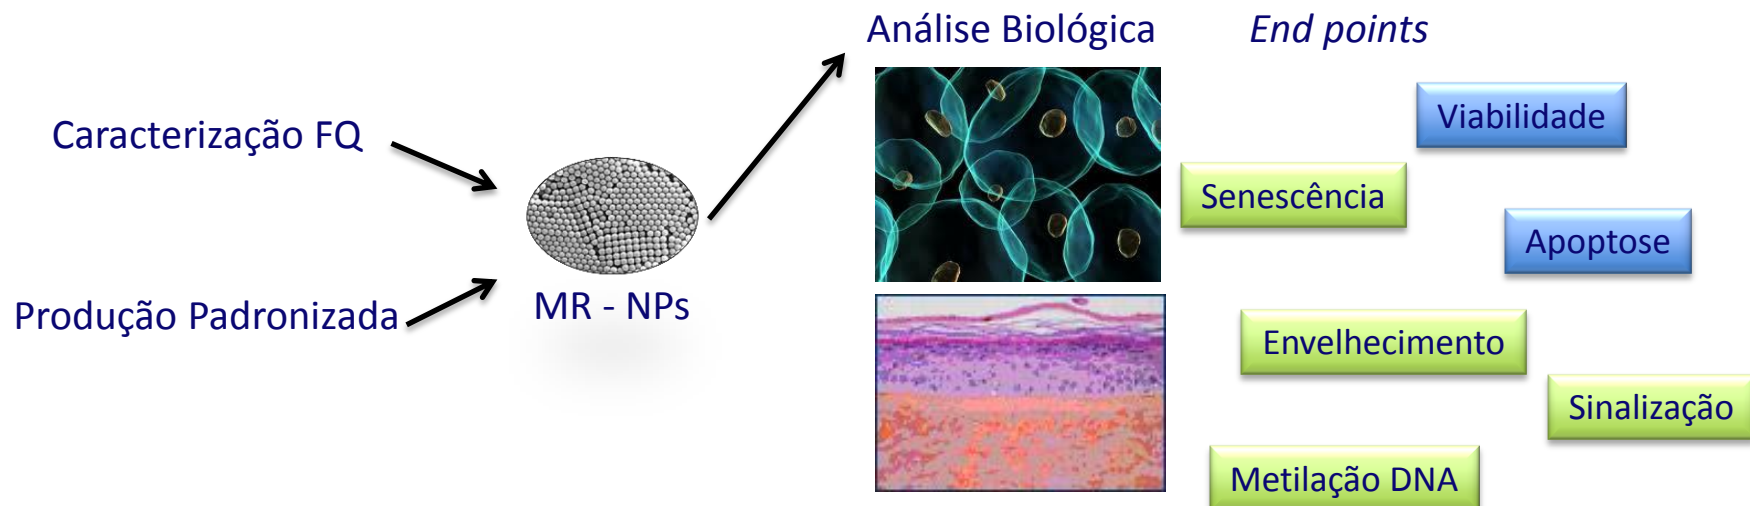 Análise Biológica
End points
Caracterização FQ
Produção Padronizada
MR - NPs
Viabilidade
Senescência
Apoptose
Envelhecimento
Sinalização
Metilação DNA